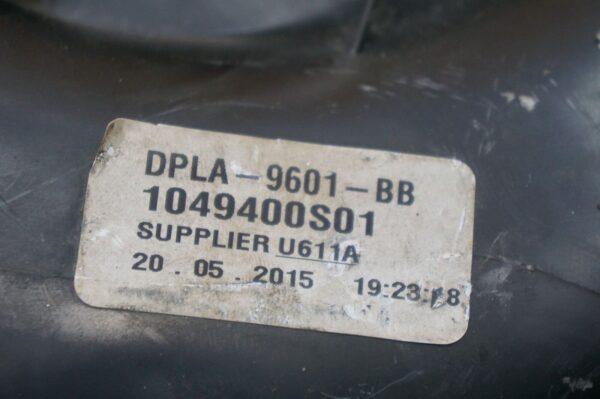 DPLA-9601-BB
1049400S01
SUPPLIER U611A
20.05.2015 19:23:18